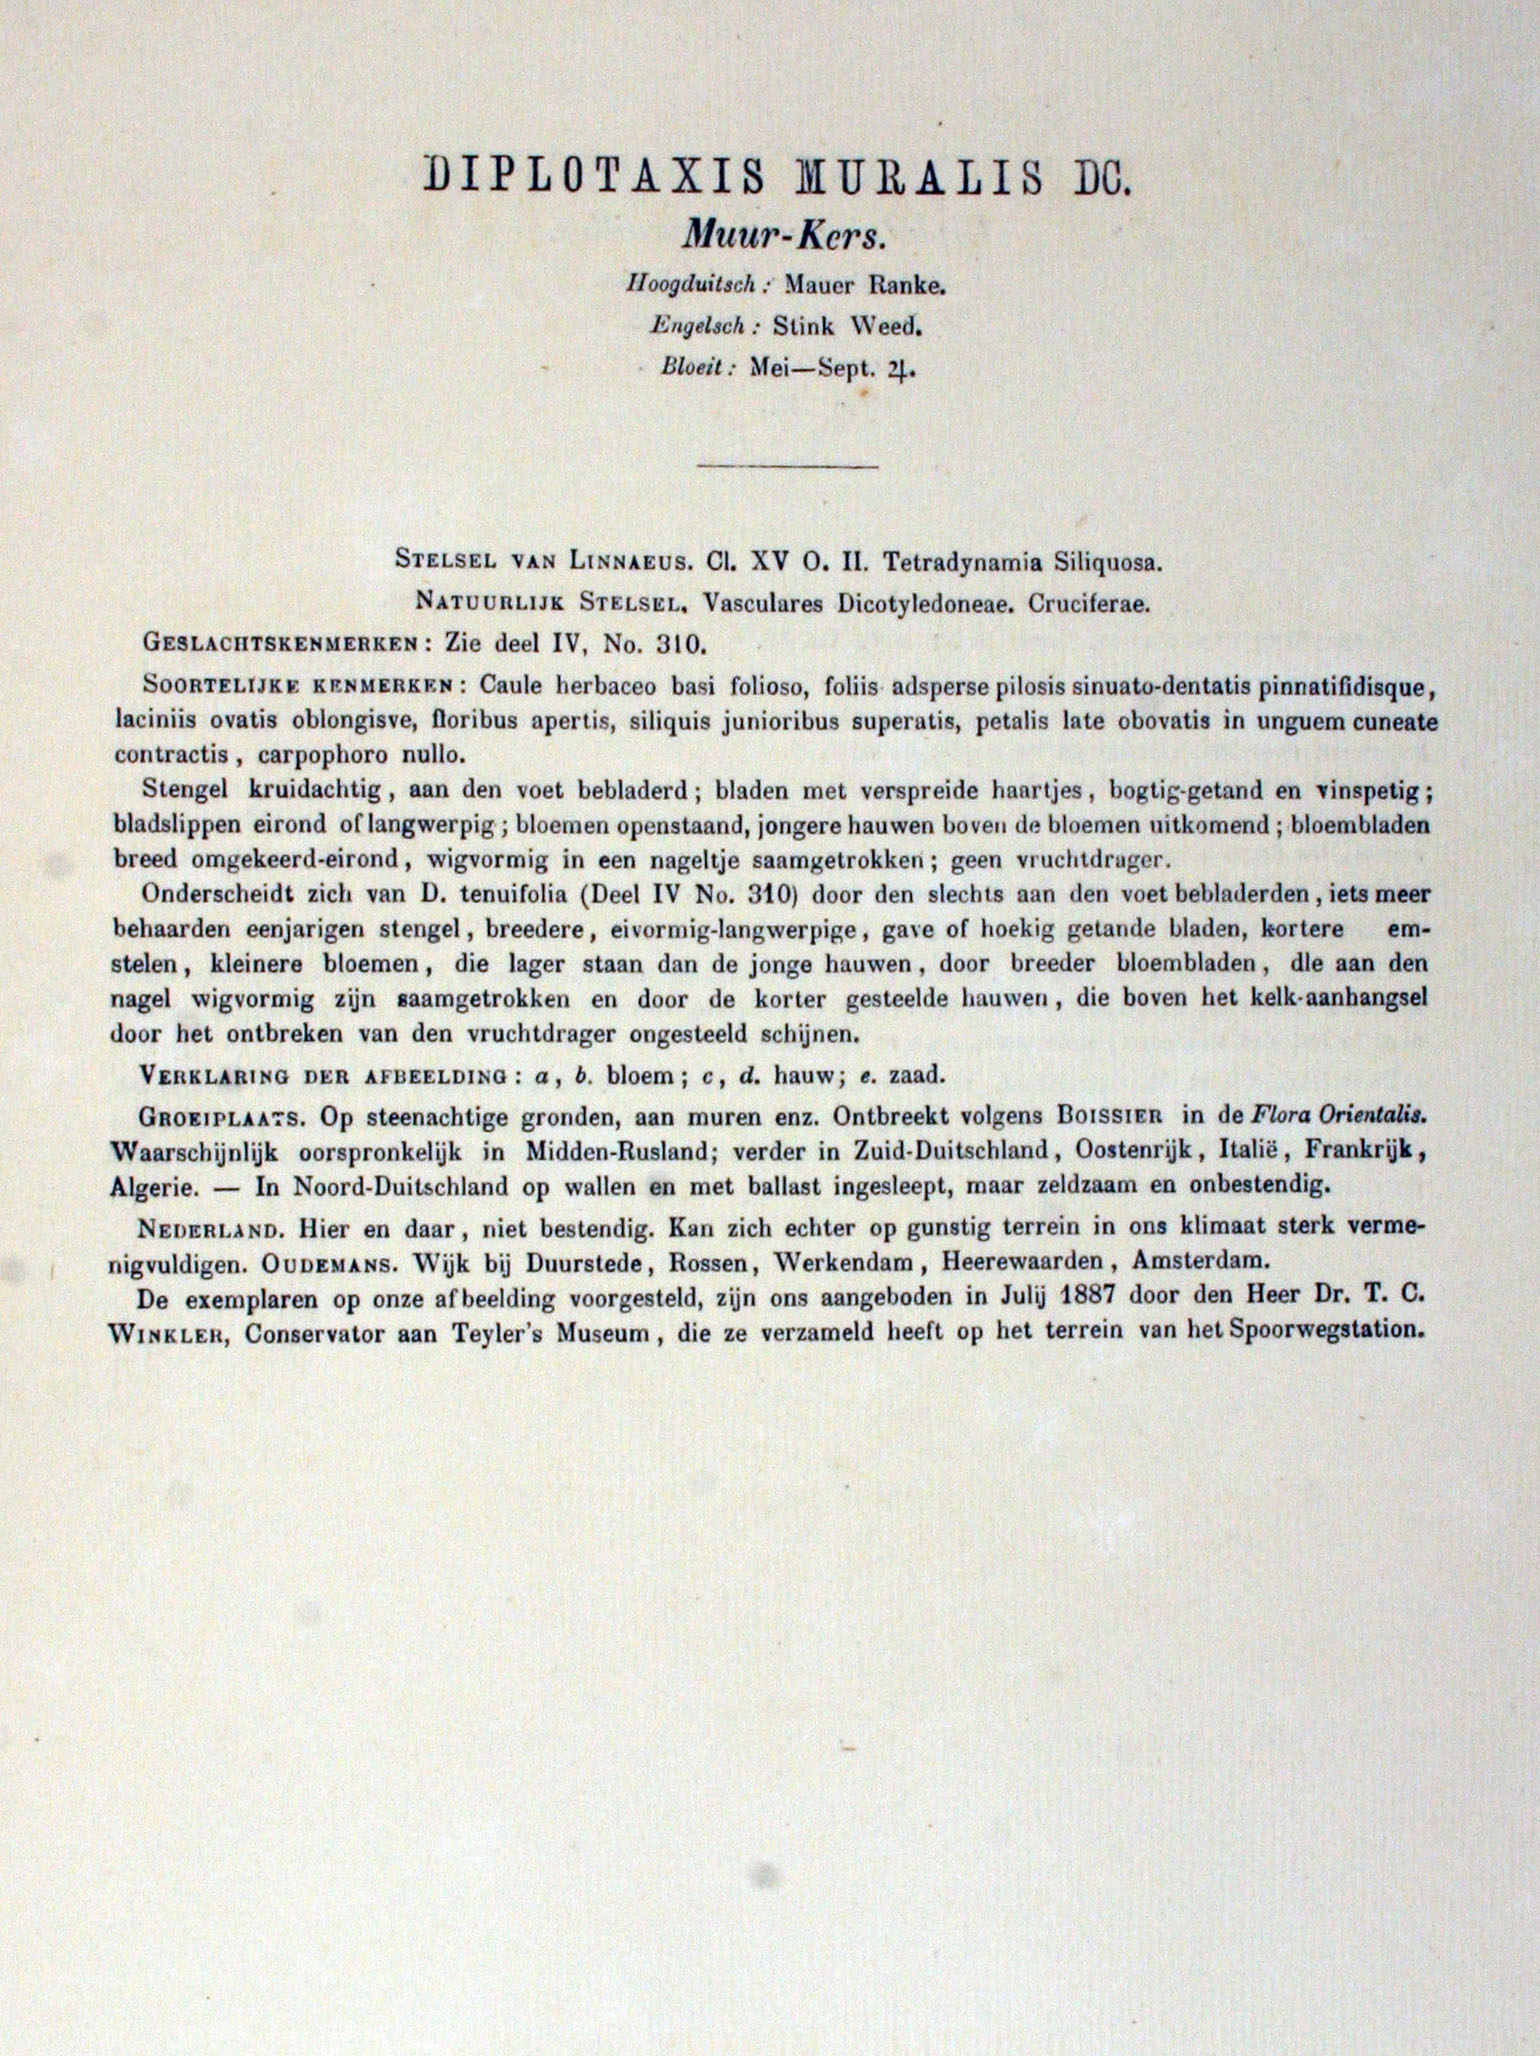 DIPLOTAXIS MURALIS DC.
Muur-Kers.
Hoogduitsch: Mauer Ranke.
Engelsch: Stink Weed.
Bloeit: Mei—Sept. ♃.
STELSEL VAN LINNAEUS. Cl. XV O. II. Tetradynamia Siliquosa.
NATUURLIJK STELSEL. Vasculares Dicotyledoneae. Cruciferae.
GESLACHTSKENMERKEN: Zie deel IV, No. 310.
SOORTELIJKE KENMERKEN: Caule herbaceo basi folioso, foliis adsperse pilosis sinuato-dentatis pinnatifidisque,
laciniis ovatis oblongisve, floribus apertis, siliquis junioribus superatis, petalis late obovatis in unguem cuneate
contractis, carpophoro nullo.
Stengel kruidachtig, aan den voet bebladerd; bladen met verspreide haartjes, bogtig-getand en vinspetig;
bladslippen eirond of langwerpig; bloemen openstaand, jongere hauwen boven de bloemen uitkomend; bloembladen
breed omgekeerd-eirond, wigvormig in een nageltje saamgetrokken; geen vruchtdrager.
Onderscheidt zich van D. tenuifolia (Deel IV No. 310) door den slechts aan den voet bebladerden, iets meer
behaarden eenjarigen stengel, breedere, eivormig-langwerpige, gave of hoekig getande bladen, kortere em-
stelen, kleinere bloemen, die lager staan dan de jonge hauwen, door breeder bloembladen, dle aan den
nagel wigvormig zijn saamgetrokken en door de korter gesteelde hauwen, die boven het kelk-aanhangsel
door het ontbreken van den vruchtdrager ongesteeld schijnen.
VERKLARING DER AFBEELDING: a, b. bloem; c, d. hauw; e. zaad.
GROEIPLAATS. Op steenachtige gronden, aan muren enz. Ontbreekt volgens BOISSIER in de Flora Orientalis.
Waarschijnlijk oorspronkelijk in Midden-Rusland; verder in Zuid-Duitschland, Oostenrijk, Italië, Frankrijk,
Algerie. — In Noord-Duitschland op wallen en met ballast ingesleept, maar zeldzaam en onbestendig.
NEDERLAND. Hier en daar, niet bestendig. Kan zich echter op gunstig terrein in ons klimaat sterk verme-
nigvuldigen. OUDEMANS. Wijk bij Duurstede, Rossen, Werkendam, Heerewaarden, Amsterdam.
De exemplaren op onze afbeelding voorgesteld, zijn ons aangeboden in Julij 1887 door den Heer Dr. T. C.
WINKLER, Conservator aan Teyler's Museum, die ze verzameld heeft op het terrein van het Spoorwegstation.